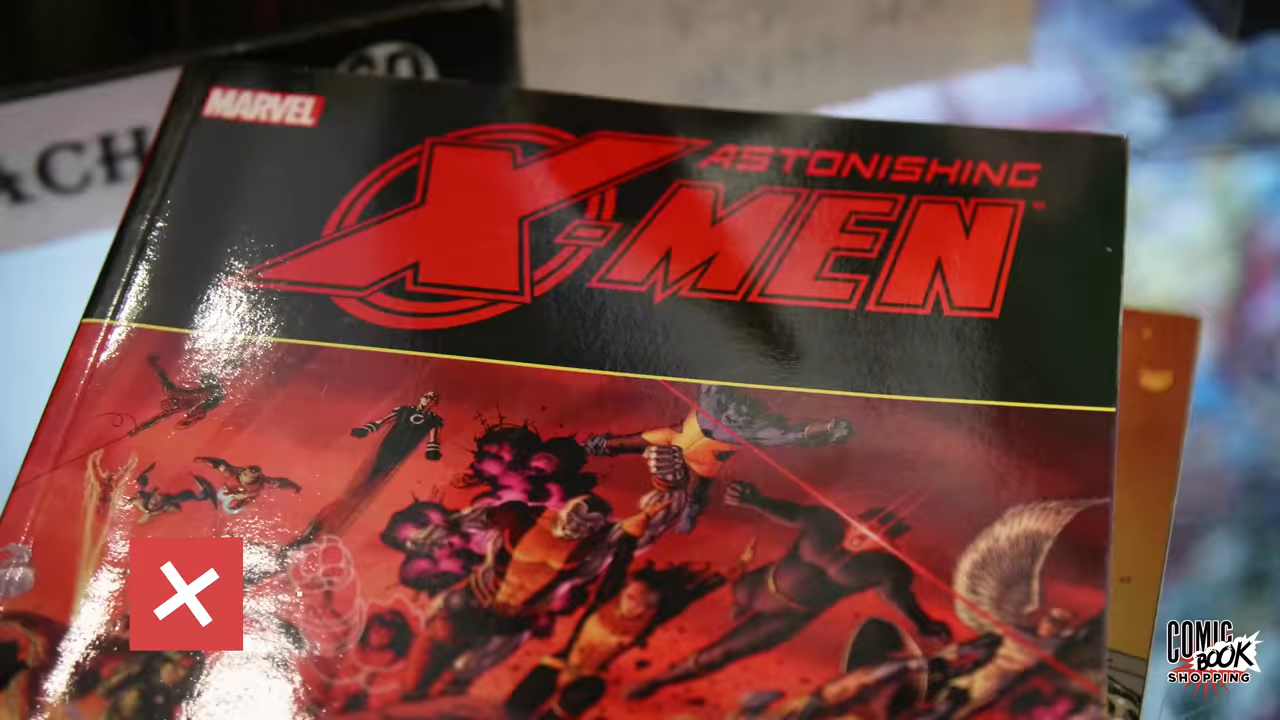 MARVEL
ASTONISHING
X-MEN
ACH
COMIC
BOOK
SHOPPING